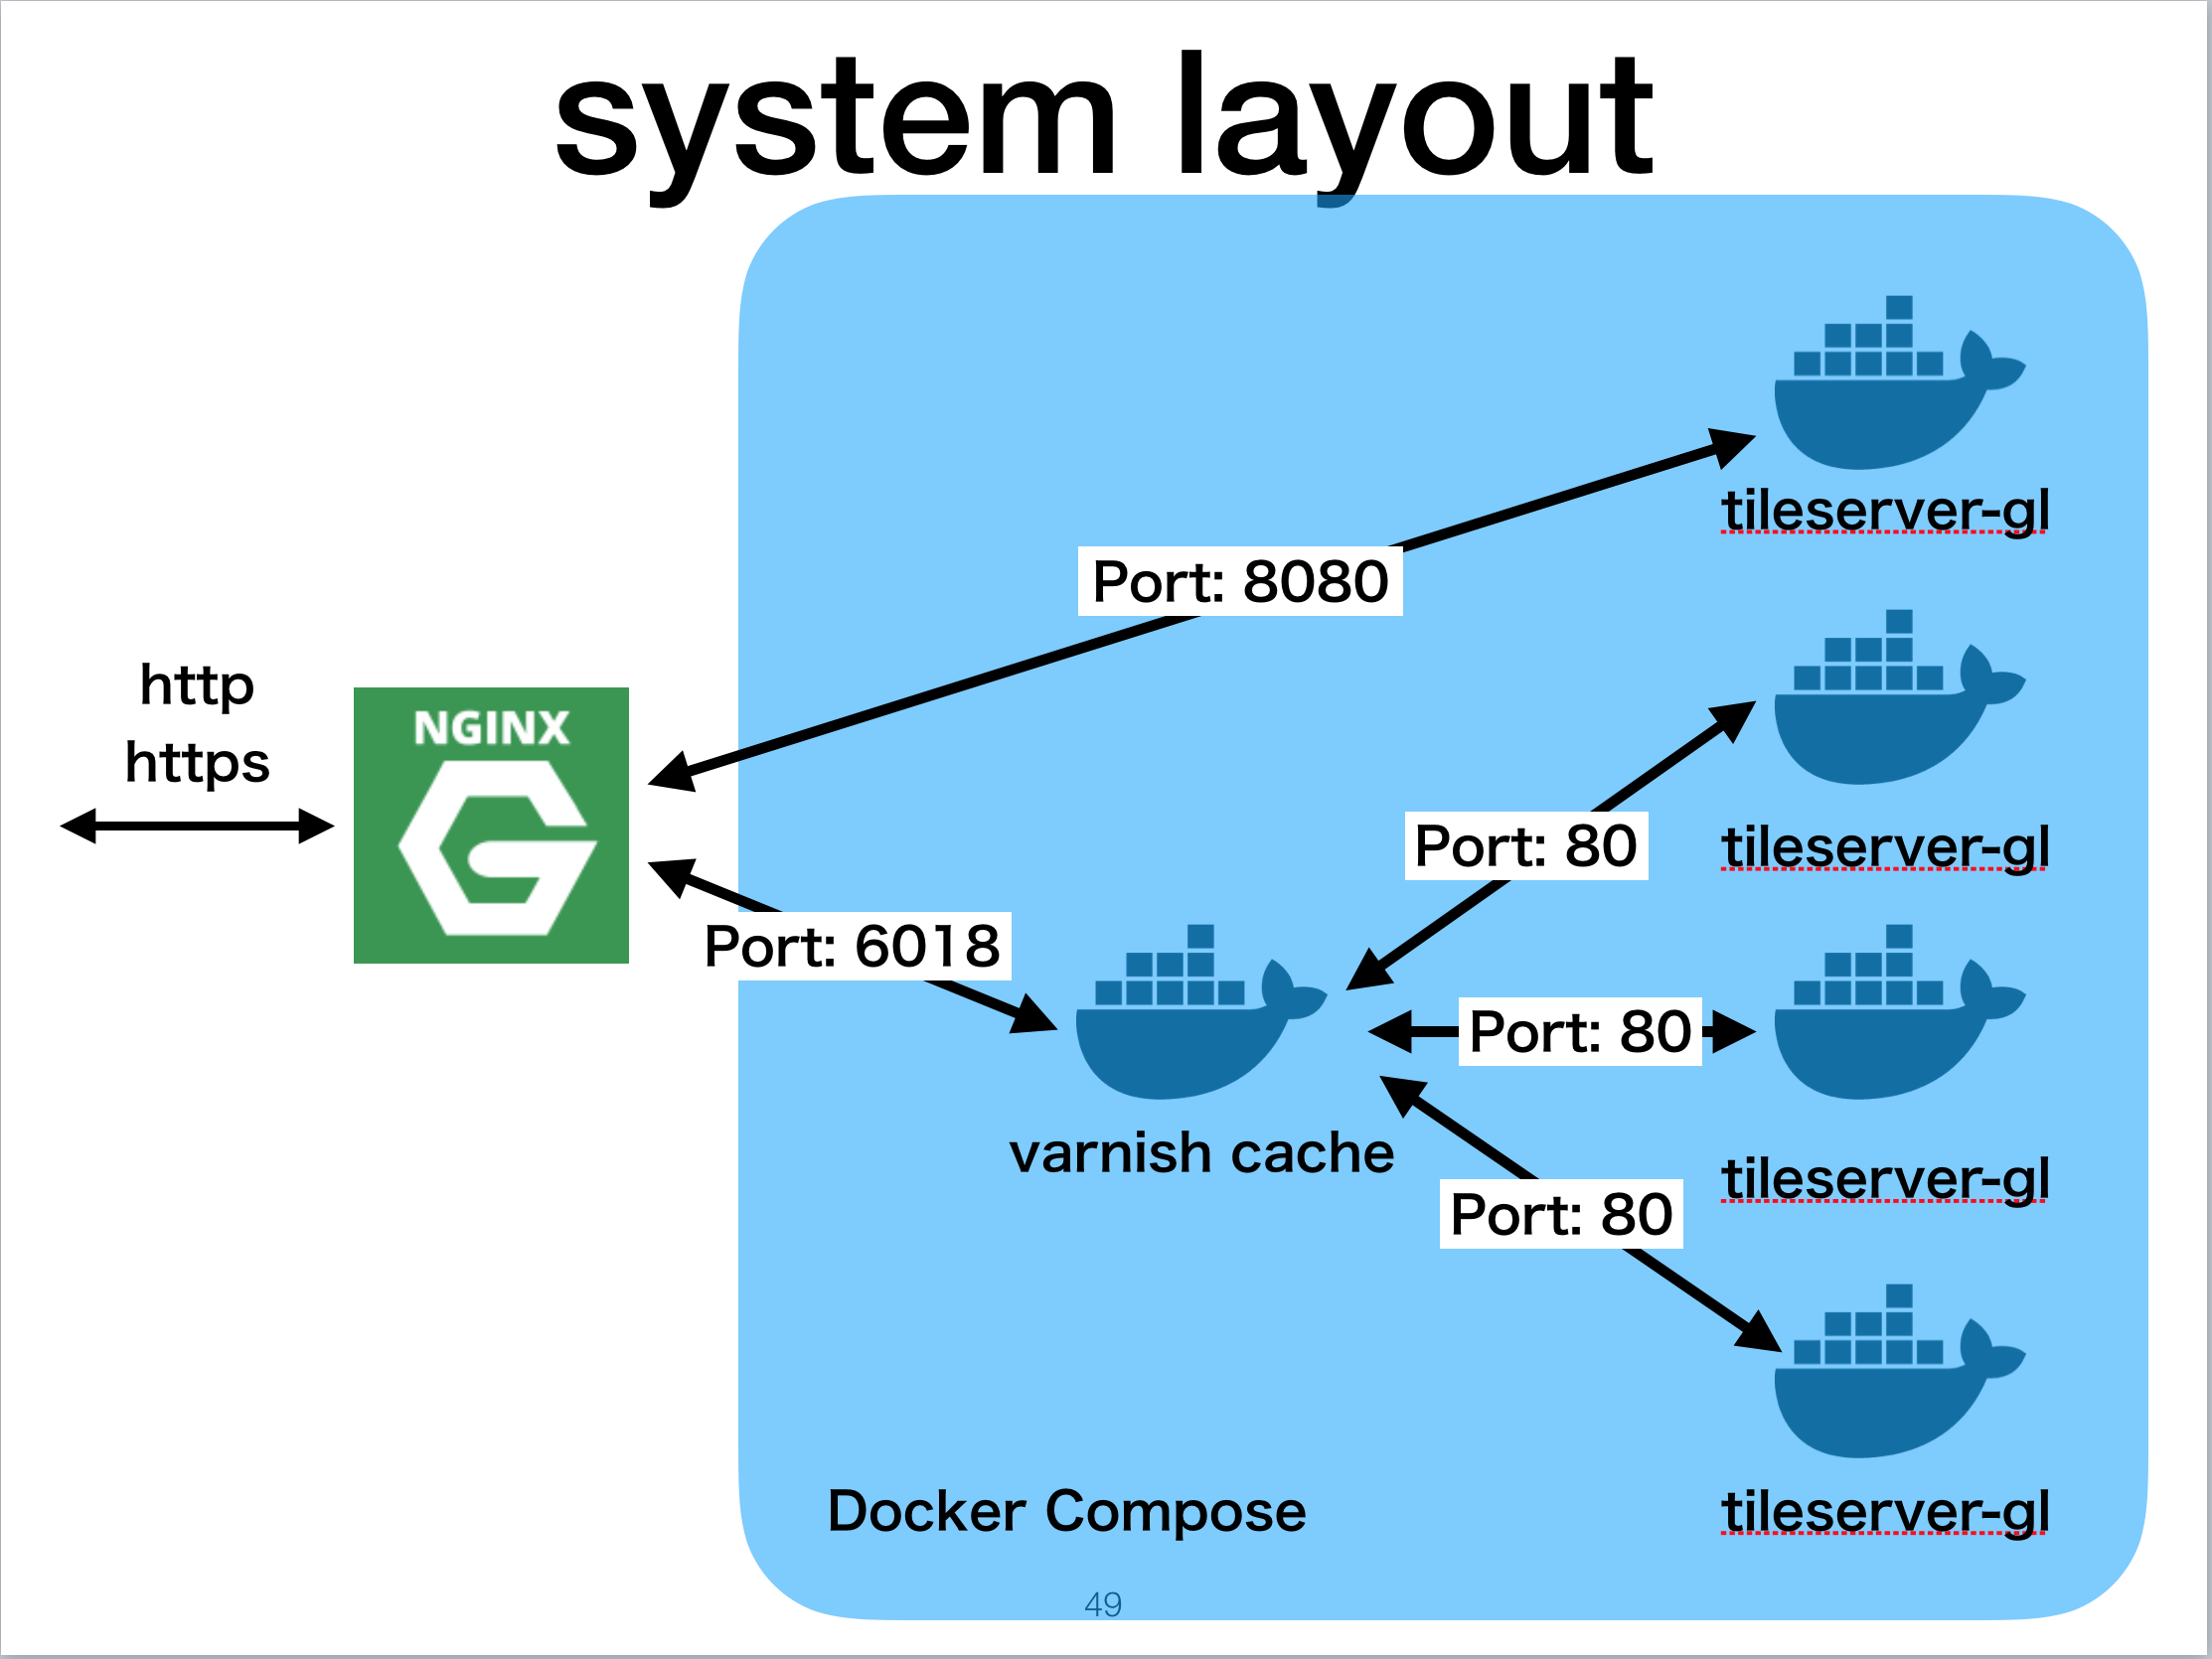 system layout
http
https
NGINX
Port: 8080
tileserver-gl
Port: 80
tileserver-gl
Port: 6018
Port: 80
varnish cache
tileserver-gl
Port: 80
Docker Compose
tileserver-gl
49